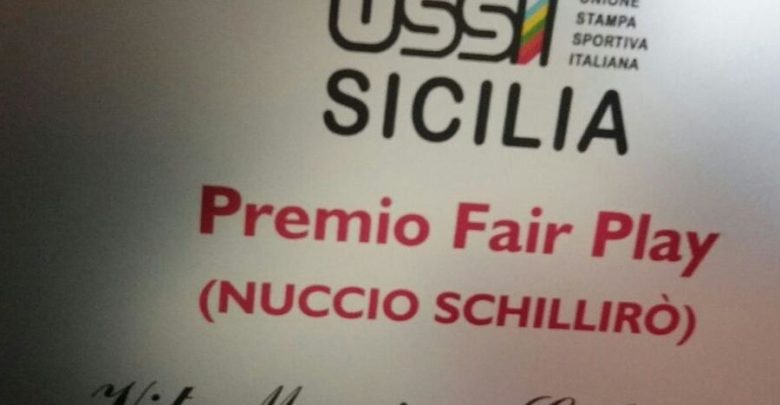 USSI
UNIONE
STAMPA
SPORTIVA
ITALIANA
SICILIA
Premio Fair Play
(NUCCIO SCHILLIRÒ)